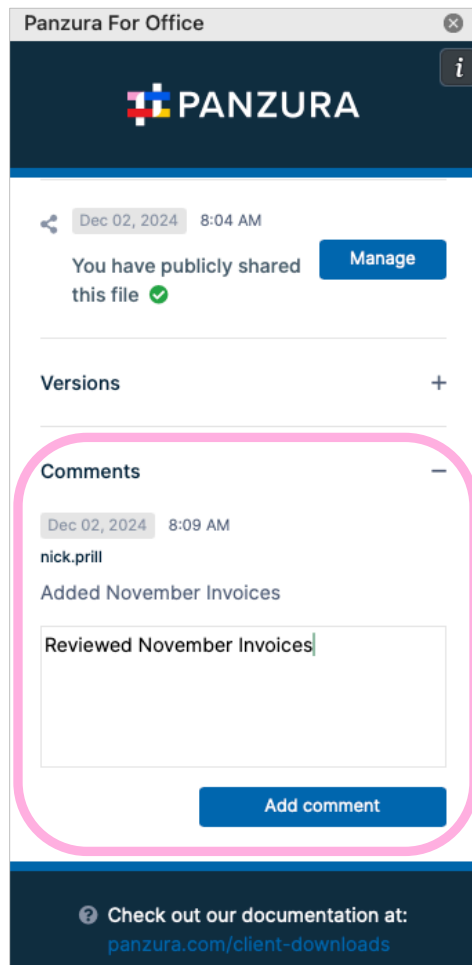 Panzura For Office
i
PANZURA
Dec 02, 2024 8:04 AM
You have publicly shared Manage
this file
Versions +
Comments −
Dec 02, 2024 8:09 AM
nick.prill
Added November Invoices
Reviewed November Invoices
Add comment
? Check out our documentation at:
panzura.com/client-downloads